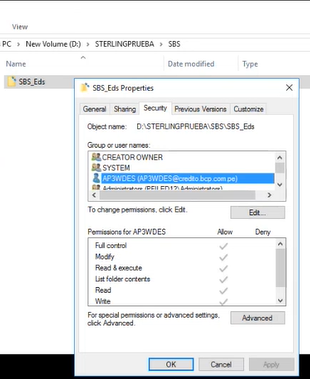 View
PC > New Volume (D:) > STERLINGPRUEBA > SBS
Name
Date modified
Type
SBS_Eds
SBS_Eds Properties
General Sharing Security Previous Versions Customize
Object name: D:\STERLINGPRUEBA\SBS\SBS_Eds
Group or user names:
CREATOR OWNER
SYSTEM
AP3WDES (AP3WDES@credito.bcp.com.pe)
Administrators (PFILED12\Administrators)
To change permissions, click Edit.
Edit...
Permissions for AP3WDES Allow Deny
Full control
Modify
Read & execute
List folder contents
Read
Write
For special permissions or advanced settings,
click Advanced.
Advanced
OK Cancel Apply